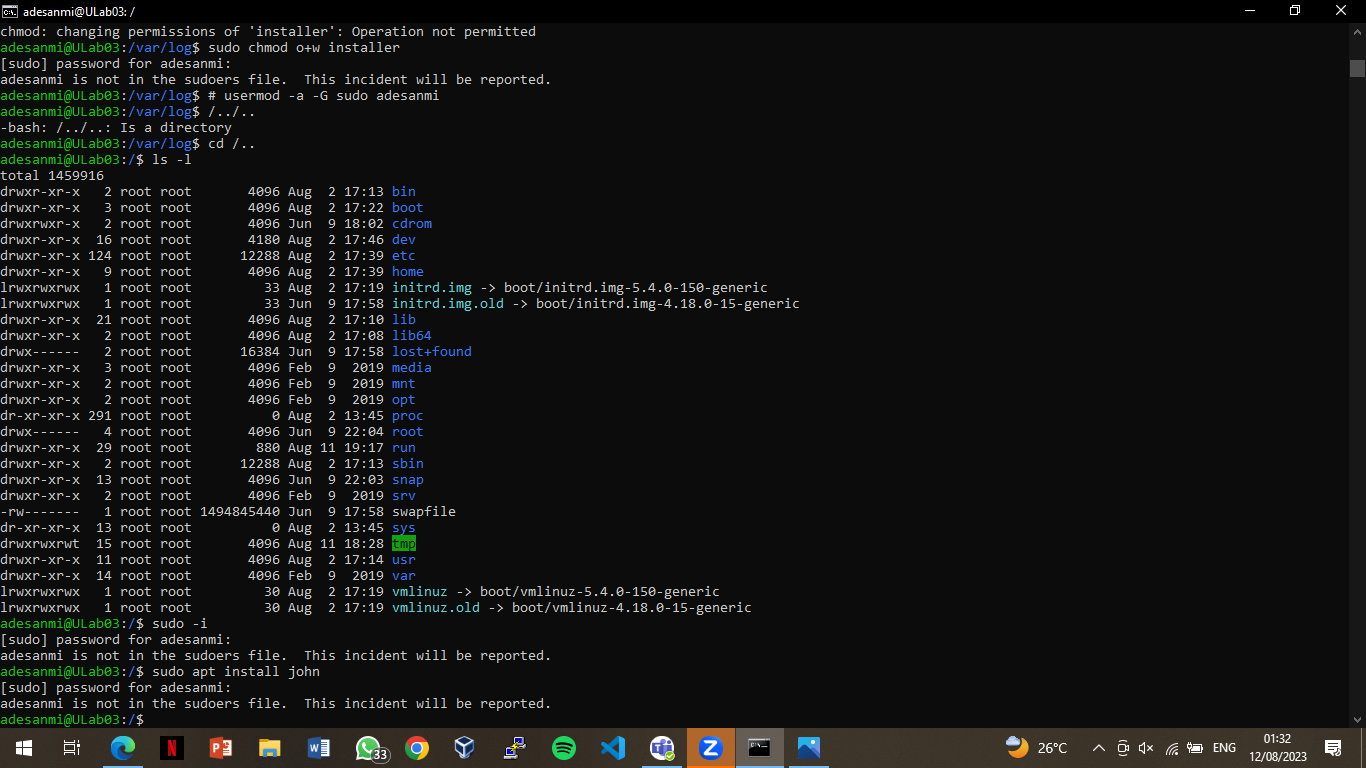 adesanmi@ULab03: /
chmod: changing permissions of 'installer': Operation not permitted
adesanmi@ULab03:/var/log$ sudo chmod o+w installer
[sudo] password for adesanmi:
adesanmi is not in the sudoers file.  This incident will be reported.
adesanmi@ULab03:/var/log$ # usermod -a -G sudo adesanmi
adesanmi@ULab03:/var/log$ /../..
-bash: /../..: Is a directory
adesanmi@ULab03:/var/log$ cd /..
adesanmi@ULab03:/$ ls -l
total 1459916
drwxr-xr-x   2 root root       4096 Aug  2 17:13 bin
drwxr-xr-x   3 root root       4096 Aug  2 17:22 boot
drwxrwxr-x   2 root root       4096 Jun  9 18:02 cdrom
drwxr-xr-x  16 root root       4180 Aug  2 17:46 dev
drwxr-xr-x 124 root root      12288 Aug  2 17:39 etc
drwxr-xr-x   9 root root       4096 Aug  2 17:39 home
lrwxrwxrwx   1 root root         33 Aug  2 17:19 initrd.img -> boot/initrd.img-5.4.0-150-generic
lrwxrwxrwx   1 root root         33 Jun  9 17:58 initrd.img.old -> boot/initrd.img-4.18.0-15-generic
drwxr-xr-x  21 root root       4096 Aug  2 17:10 lib
drwxr-xr-x   2 root root       4096 Aug  2 17:08 lib64
drwx------   2 root root      16384 Jun  9 17:58 lost+found
drwxr-xr-x   3 root root       4096 Feb  9  2019 media
drwxr-xr-x   2 root root       4096 Feb  9  2019 mnt
drwxr-xr-x   2 root root       4096 Feb  9  2019 opt
dr-xr-xr-x 291 root root          0 Aug  2 13:45 proc
drwx------   4 root root       4096 Jun  9 22:04 root
drwxr-xr-x  29 root root        880 Aug 11 19:17 run
drwxr-xr-x   2 root root      12288 Aug  2 17:13 sbin
drwxr-xr-x  13 root root       4096 Jun  9 22:03 snap
drwxr-xr-x   2 root root       4096 Feb  9  2019 srv
-rw-------   1 root root 1494845440 Jun  9 17:58 swapfile
dr-xr-xr-x  13 root root          0 Aug  2 13:45 sys
drwxrwxrwt  15 root root       4096 Aug 11 18:28 tmp
drwxr-xr-x  11 root root       4096 Aug  2 17:14 usr
drwxr-xr-x  14 root root       4096 Feb  9  2019 var
lrwxrwxrwx   1 root root         30 Aug  2 17:19 vmlinuz -> boot/vmlinuz-5.4.0-150-generic
lrwxrwxrwx   1 root root         30 Aug  2 17:19 vmlinuz.old -> boot/vmlinuz-4.18.0-15-generic
adesanmi@ULab03:/$ sudo -i
[sudo] password for adesanmi:
adesanmi is not in the sudoers file.  This incident will be reported.
adesanmi@ULab03:/$ sudo apt install john
[sudo] password for adesanmi:
adesanmi is not in the sudoers file.  This incident will be reported.
adesanmi@ULab03:/$
33
26°C
ENG
01:32
12/08/2023